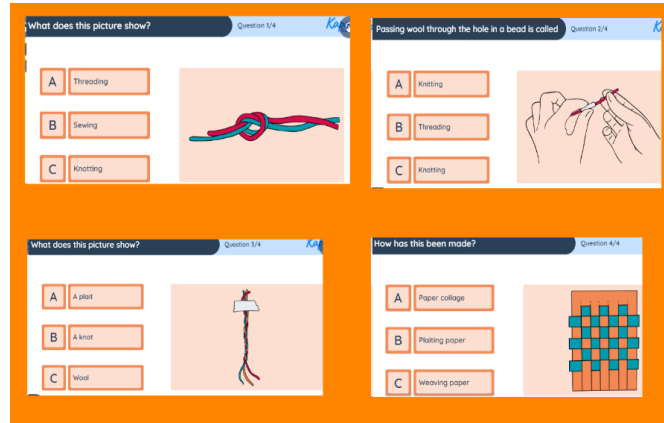 What does this picture show?
Question 1/4
A Threading
B Sewing
C Knotting
Passing wool through the hole in a bead is called
Question 2/4
A Knitting
B Threading
C Knotting
What does this picture show?
Question 3/4
A A plait
B A knot
C Wool
How has this been made?
Question 4/4
A Paper collage
B Plaiting paper
C Weaving paper